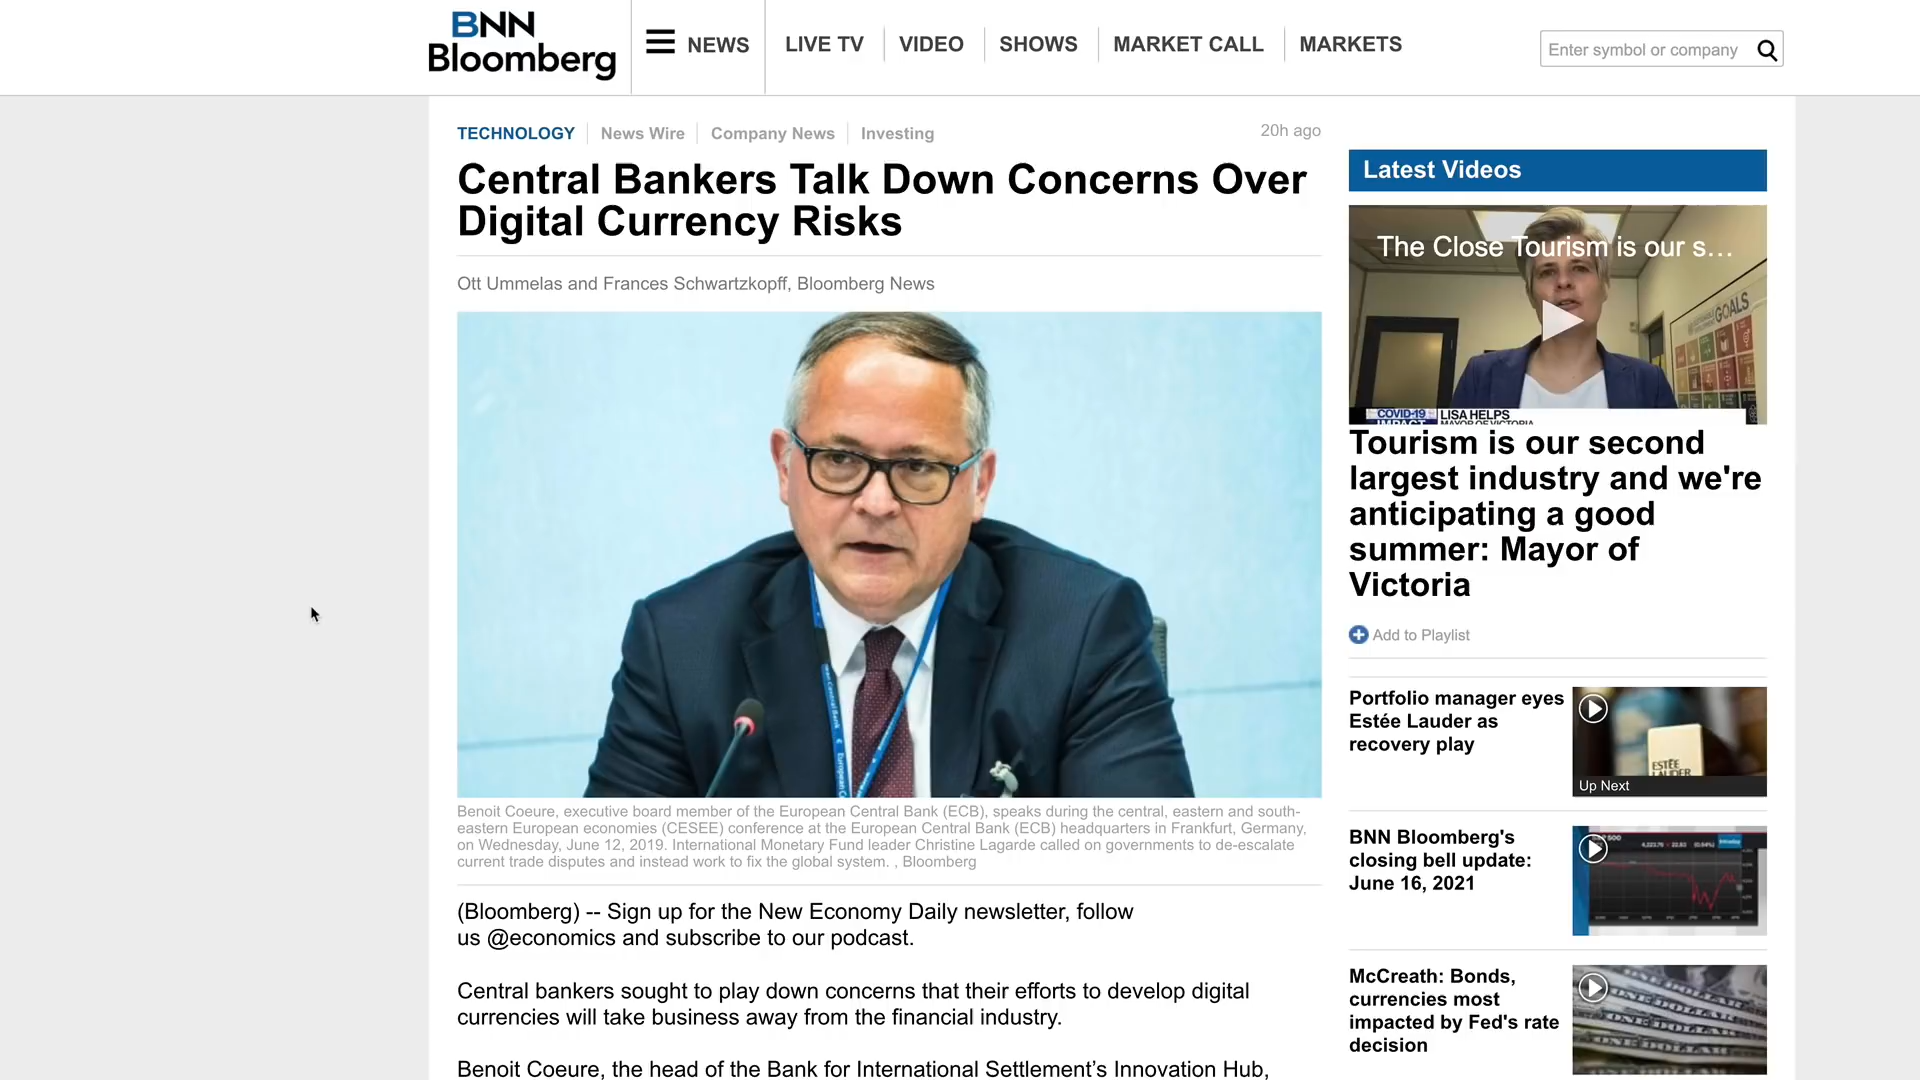 BNN
Bloomberg
NEWS
LIVE TV
VIDEO
SHOWS
MARKET CALL
MARKETS
Enter symbol or company
TECHNOLOGY
News Wire
Company News
Investing
20h ago
Central Bankers Talk Down Concerns Over
Digital Currency Risks
Ott Ummelas and Frances Schwartzkopff, Bloomberg News
Benoit Coeure, executive board member of the European Central Bank (ECB), speaks during the central, eastern and south-
eastern European economies (CESEE) conference at the European Central Bank (ECB) headquarters in Frankfurt, Germany,
on Wednesday, June 12, 2019. International Monetary Fund leader Christine Lagarde called on governments to de-escalate
current trade disputes and instead work to fix the global system. , Bloomberg
(Bloomberg) -- Sign up for the New Economy Daily newsletter, follow
us @economics and subscribe to our podcast.
Central bankers sought to play down concerns that their efforts to develop digital
currencies will take business away from the financial industry.
Benoit Coeure, the head of the Bank for International Settlement’s Innovation Hub,
Latest Videos
The Close Tourism is our s...
GOALS
COVID-19
IMPACT
LISA HELPS
MAYOR OF VICTORIA
Tourism is our second
largest industry and we're
anticipating a good
summer: Mayor of
Victoria
Add to Playlist
Portfolio manager eyes
Estée Lauder as
recovery play
ESTĒE
LAUDER
Up Next
BNN Bloomberg's
closing bell update:
June 16, 2021
McCreath: Bonds,
currencies most
impacted by Fed's rate
decision